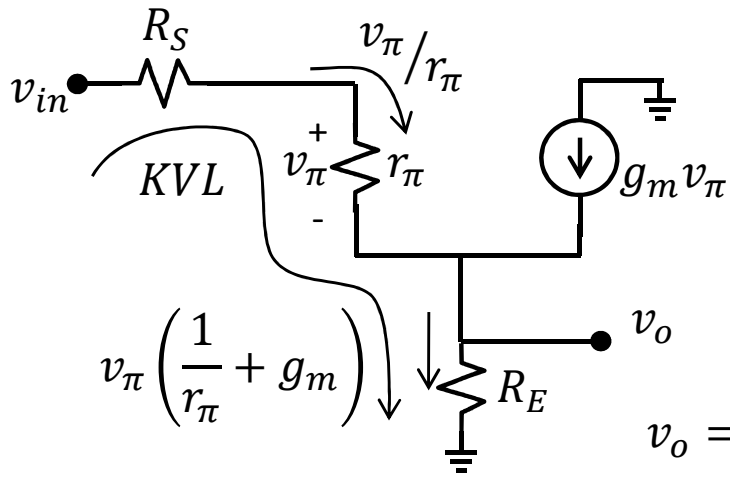 R_S
v_π/r_π
v_in
+
v_π
r_π
-
KVL
g_m v_π
v_o
v_π(1/r_π + g_m)
R_E
v_o =